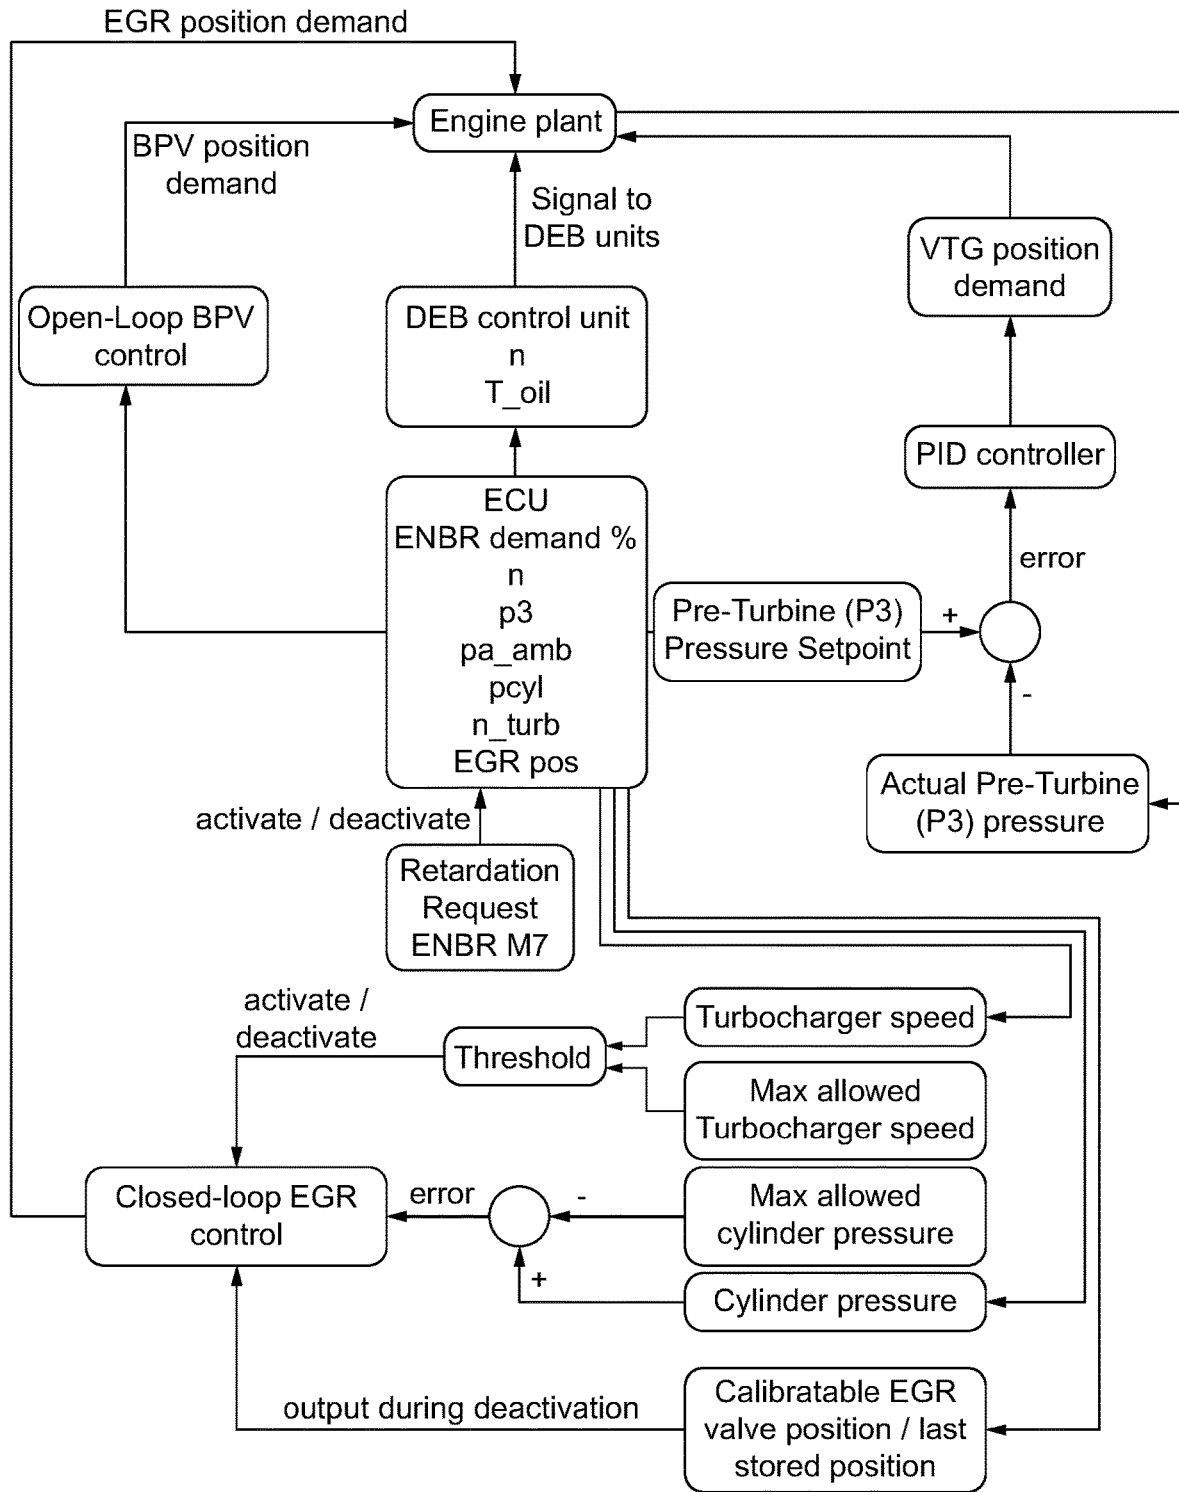 EGR position demand
Engine plant
BPV position
demand
Signal to
DEB units
VTG position
demand
Open-Loop BPV
control
DEB control unit
n
T_oil
PID controller
ECU
ENBR demand %
n
p3
pa_amb
pcyl
n_turb
EGR pos
error
Pre-Turbine (P3)
Pressure Setpoint
+
-
Actual Pre-Turbine
(P3) pressure
activate / deactivate
Retardation
Request
ENBR M7
activate /
deactivate
Threshold
Turbocharger speed
Max allowed
Turbocharger speed
Closed-loop EGR
control
error
-
+
Max allowed
cylinder pressure
Cylinder pressure
output during deactivation
Calibratable EGR
valve position / last
stored position